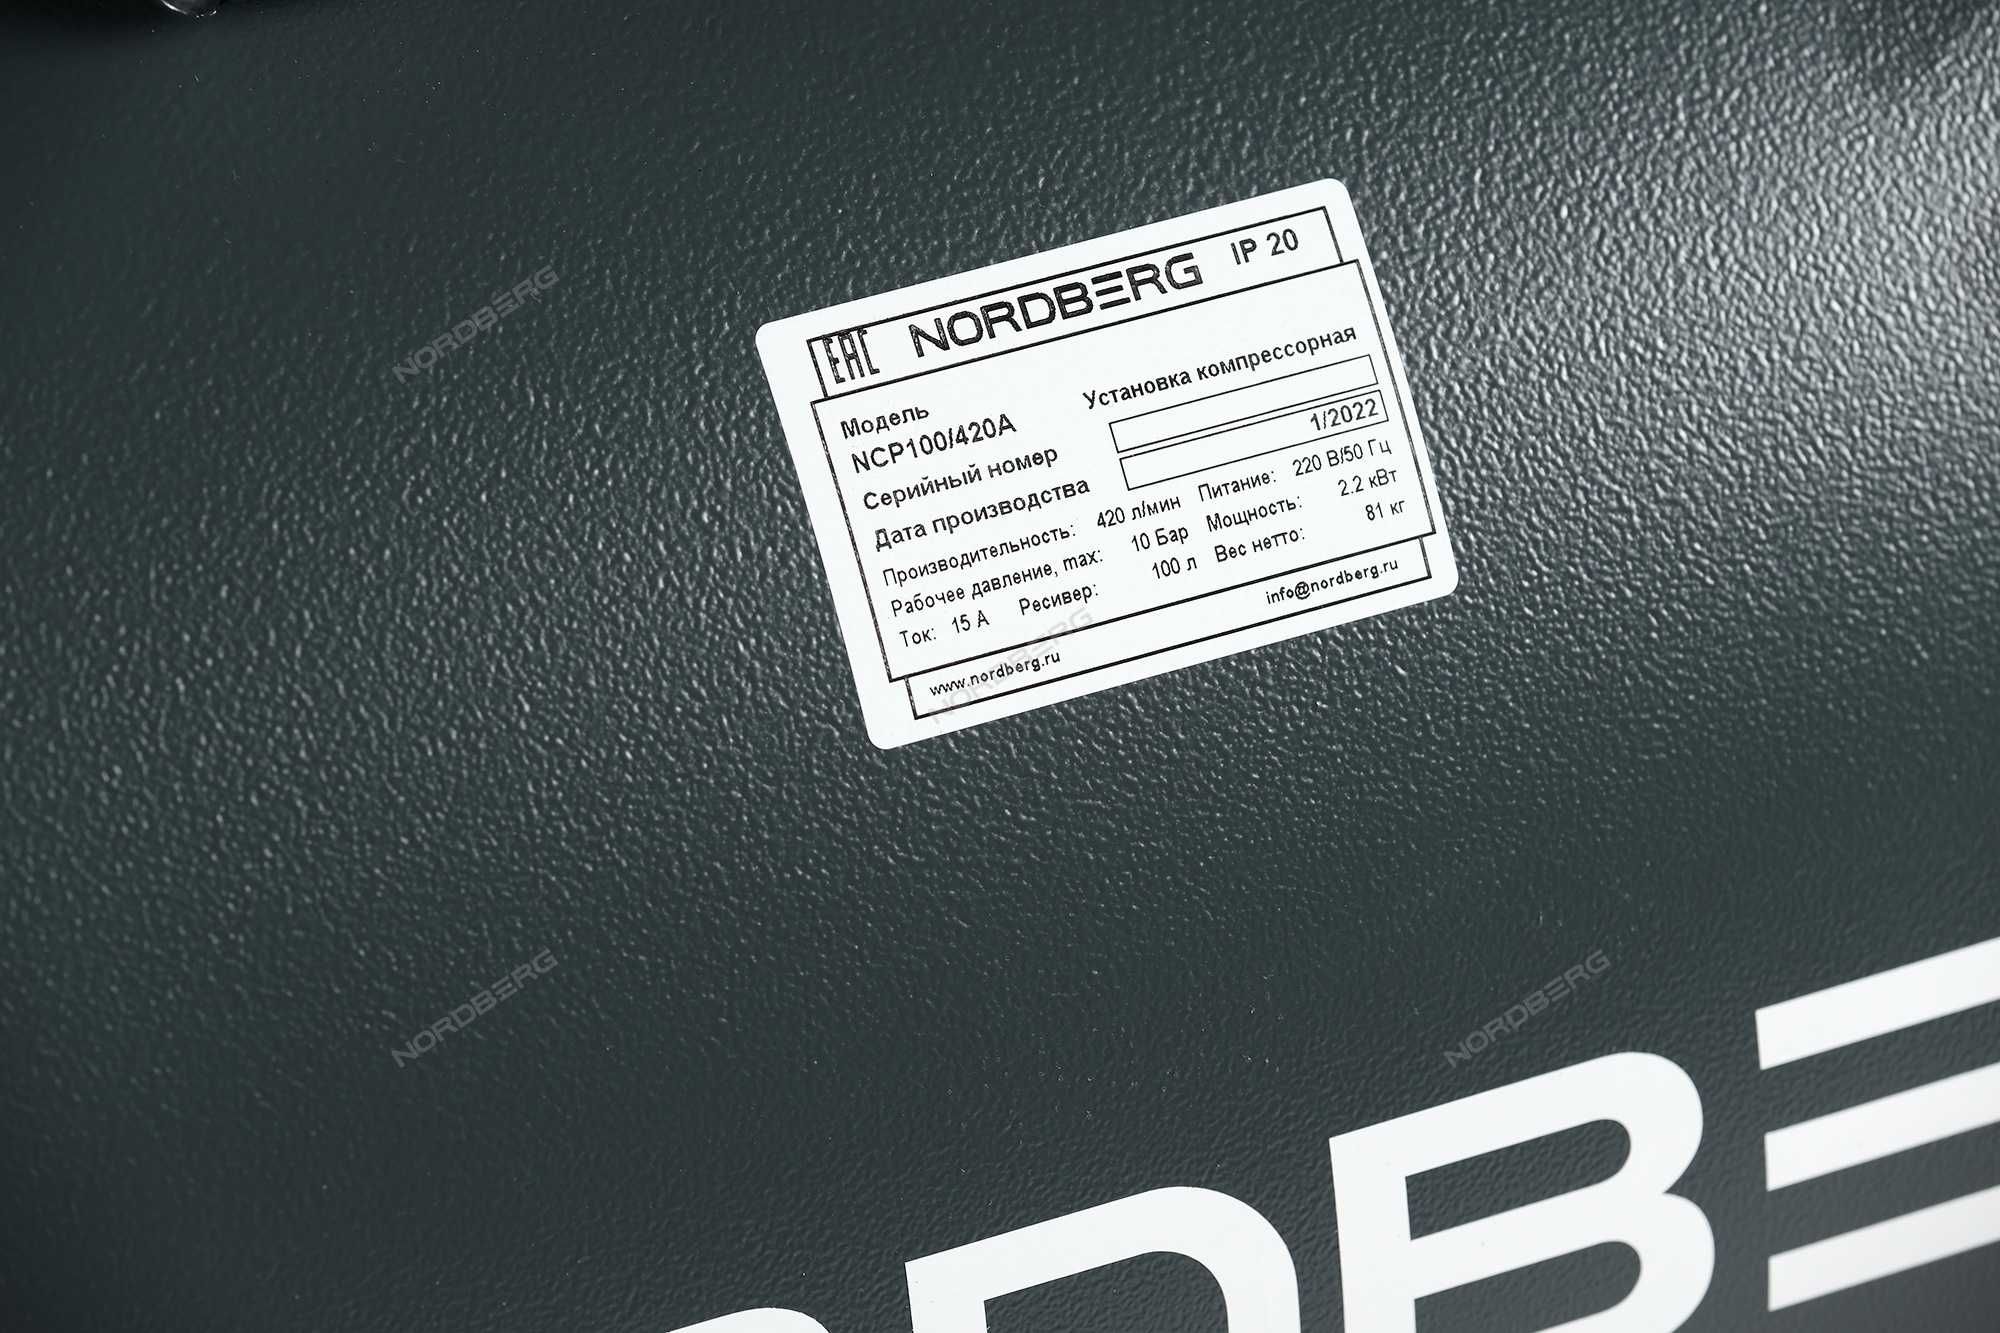 EAC NORDBERG IP 20
Модель
NCP100/420A
Установка компрессорная
Серийный номер
Дата производства 1/2022
Производительность: 420 л/мин Питание: 220 В/50 Гц
Рабочее давление, max: 10 Бар Мощность: 2.2 кВт
Ток: 15 А Ресивер: 100 л Вес нетто: 81 кг
www.nordberg.ru info@nordberg.ru
NORDBERG
NORDBERG
NORDBERG
NORDBERG
DBE